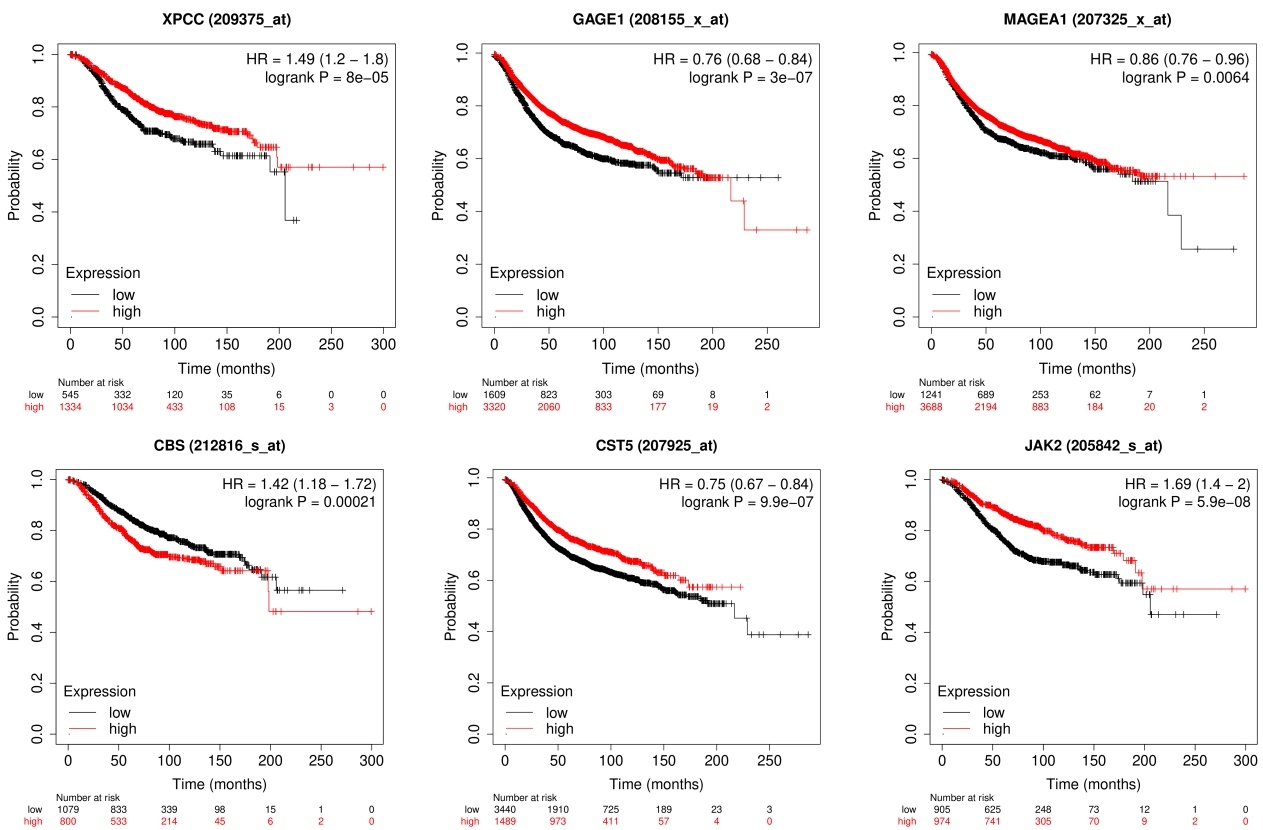 XPCC (209375_at)
HR = 1.49 (1.2 − 1.8)
logrank P = 8e−05
Probability
1.0
0.8
0.6
0.4
0.2
0.0
Expression
low
high
0 50 100 150 200 250 300
Time (months)
Number at risk
low 545 332 120 35 6 0 0
high 1334 1034 433 108 15 3 0
GAGE1 (208155_x_at)
HR = 0.76 (0.68 − 0.84)
logrank P = 3e−07
Probability
1.0
0.8
0.6
0.4
0.2
0.0
Expression
low
high
0 50 100 150 200 250
Time (months)
Number at risk
low 1609 823 303 69 8 1
high 3320 2060 833 177 19 2
MAGEA1 (207325_x_at)
HR = 0.86 (0.76 − 0.96)
logrank P = 0.0064
Probability
1.0
0.8
0.6
0.4
0.2
0.0
Expression
low
high
0 50 100 150 200 250
Time (months)
Number at risk
low 1241 689 253 62 7 1
high 3688 2194 883 184 20 2
CBS (212816_s_at)
HR = 1.42 (1.18 − 1.72)
logrank P = 0.00021
Probability
1.0
0.8
0.6
0.4
0.2
0.0
Expression
low
high
0 50 100 150 200 250 300
Time (months)
Number at risk
low 1079 833 339 98 15 1 0
high 800 533 214 45 6 2 0
CST5 (207925_at)
HR = 0.75 (0.67 − 0.84)
logrank P = 9.9e−07
Probability
1.0
0.8
0.6
0.4
0.2
0.0
Expression
low
high
0 50 100 150 200 250
Time (months)
Number at risk
low 3440 1910 725 189 23 3
high 1489 973 411 57 4 0
JAK2 (205842_s_at)
HR = 1.69 (1.4 − 2)
logrank P = 5.9e−08
Probability
1.0
0.8
0.6
0.4
0.2
0.0
Expression
low
high
0 50 100 150 200 250 300
Time (months)
Number at risk
low 905 625 248 73 12 1 0
high 974 741 305 70 9 2 0